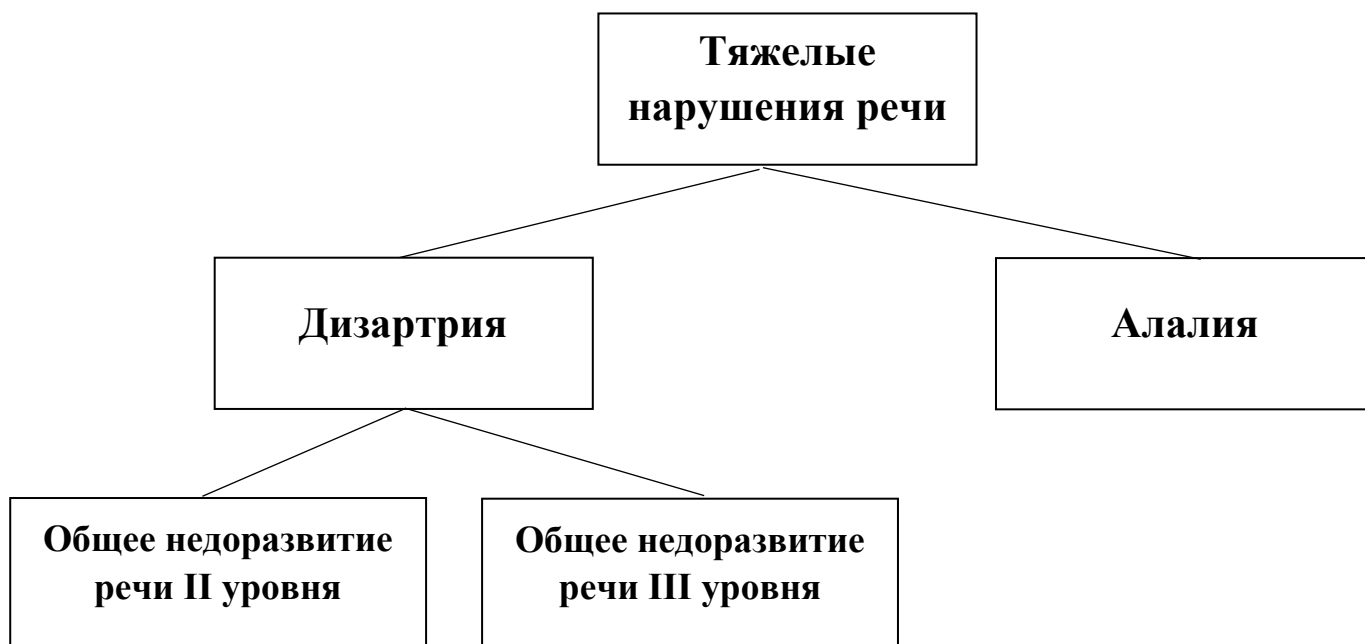 Тяжелые
нарушения речи
Дизартрия
Алалия
Общее недоразвитие
речи II уровня
Общее недоразвитие
речи III уровня